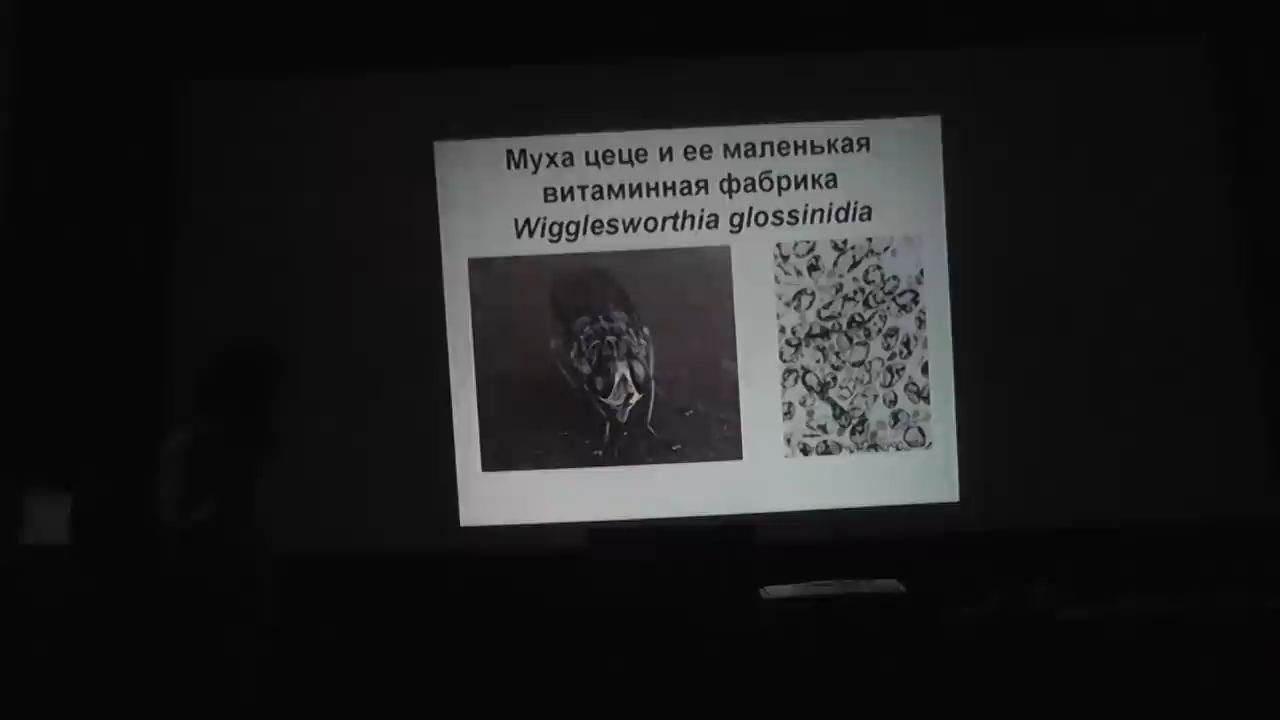 Муха цеце и ее маленькая
витаминная фабрика
Wigglesworthia glossinidia